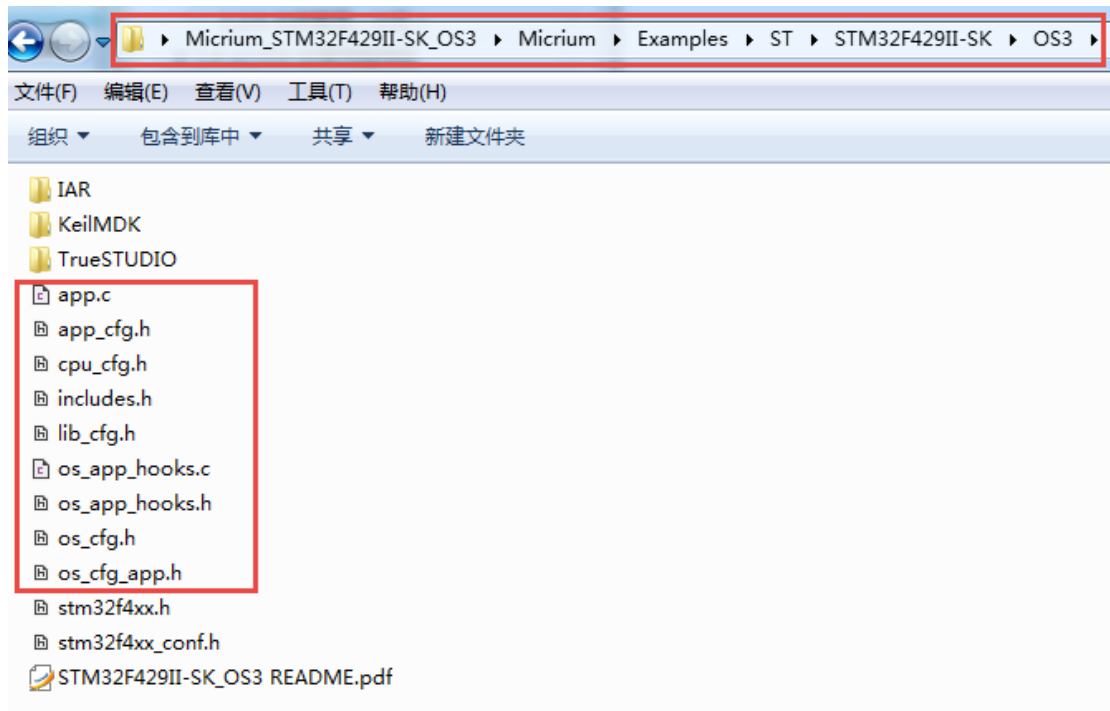 Micrium_STM32F429II-SK_OS3 Micrium Examples ST STM32F429II-SK OS3
文件(F) 编辑(E) 查看(V) 工具(T) 帮助(H)
组织 包含到库中 共享 新建文件夹
IAR
KeilMDK
TrueSTUDIO
app.c
app_cfg.h
cpu_cfg.h
includes.h
lib_cfg.h
os_app_hooks.c
os_app_hooks.h
os_cfg.h
os_cfg_app.h
stm32f4xx.h
stm32f4xx_conf.h
STM32F429II-SK_OS3 README.pdf